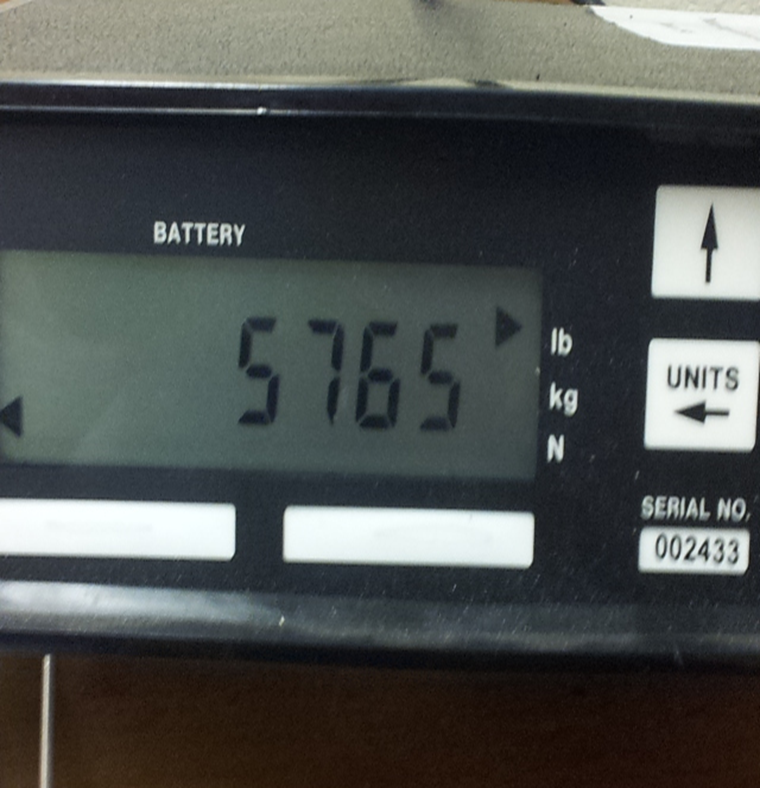 BATTERY
5765
lb
kg
N
UNITS
SERIAL NO.
002433